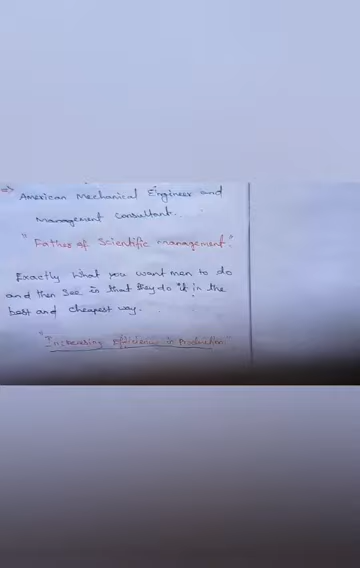 => American Mechanical Engineer and
Management Consultant.
"Father of Scientific management."
Exactly What you want men to do
and then See in that they do it in the
best and cheapest way.
"Increasing Efficiency in Production"